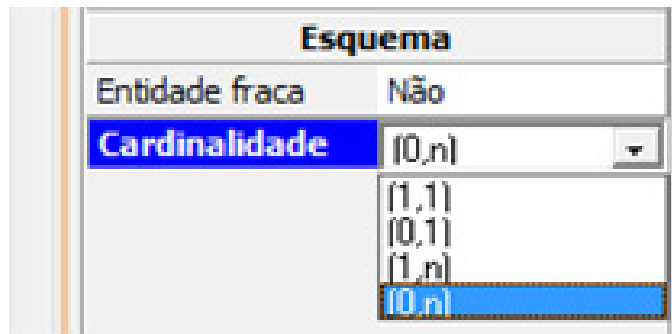 Esquema
Entidade fraca Não
Cardinalidade (0,n)
(1,1)
(0,1)
(1,n)
(0,n)